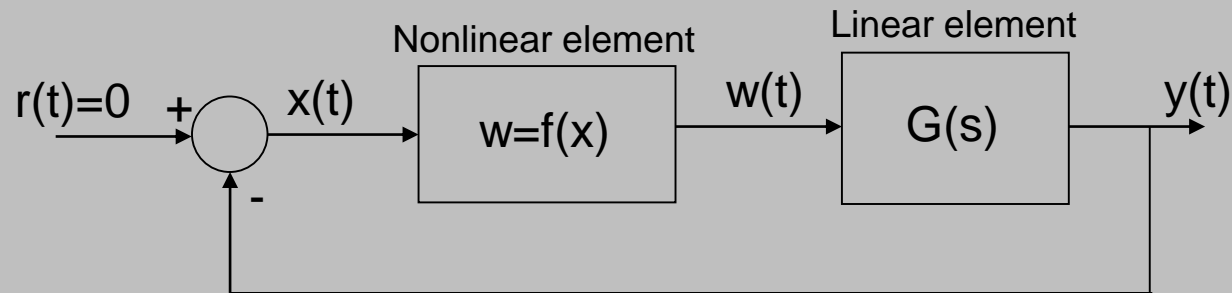 Nonlinear element
Linear element
r(t)=0
+
x(t)
w=f(x)
w(t)
G(s)
y(t)
-